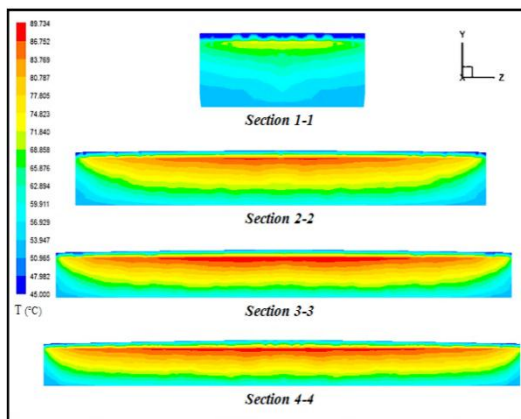 89.734
86.752
83.769
80.787
77.805
74.823
71.840
68.858
65.876
62.894
59.911
56.929
53.947
50.965
47.982
45.000
T (°C)
Y
X
Z
Section 1-1
Section 2-2
Section 3-3
Section 4-4